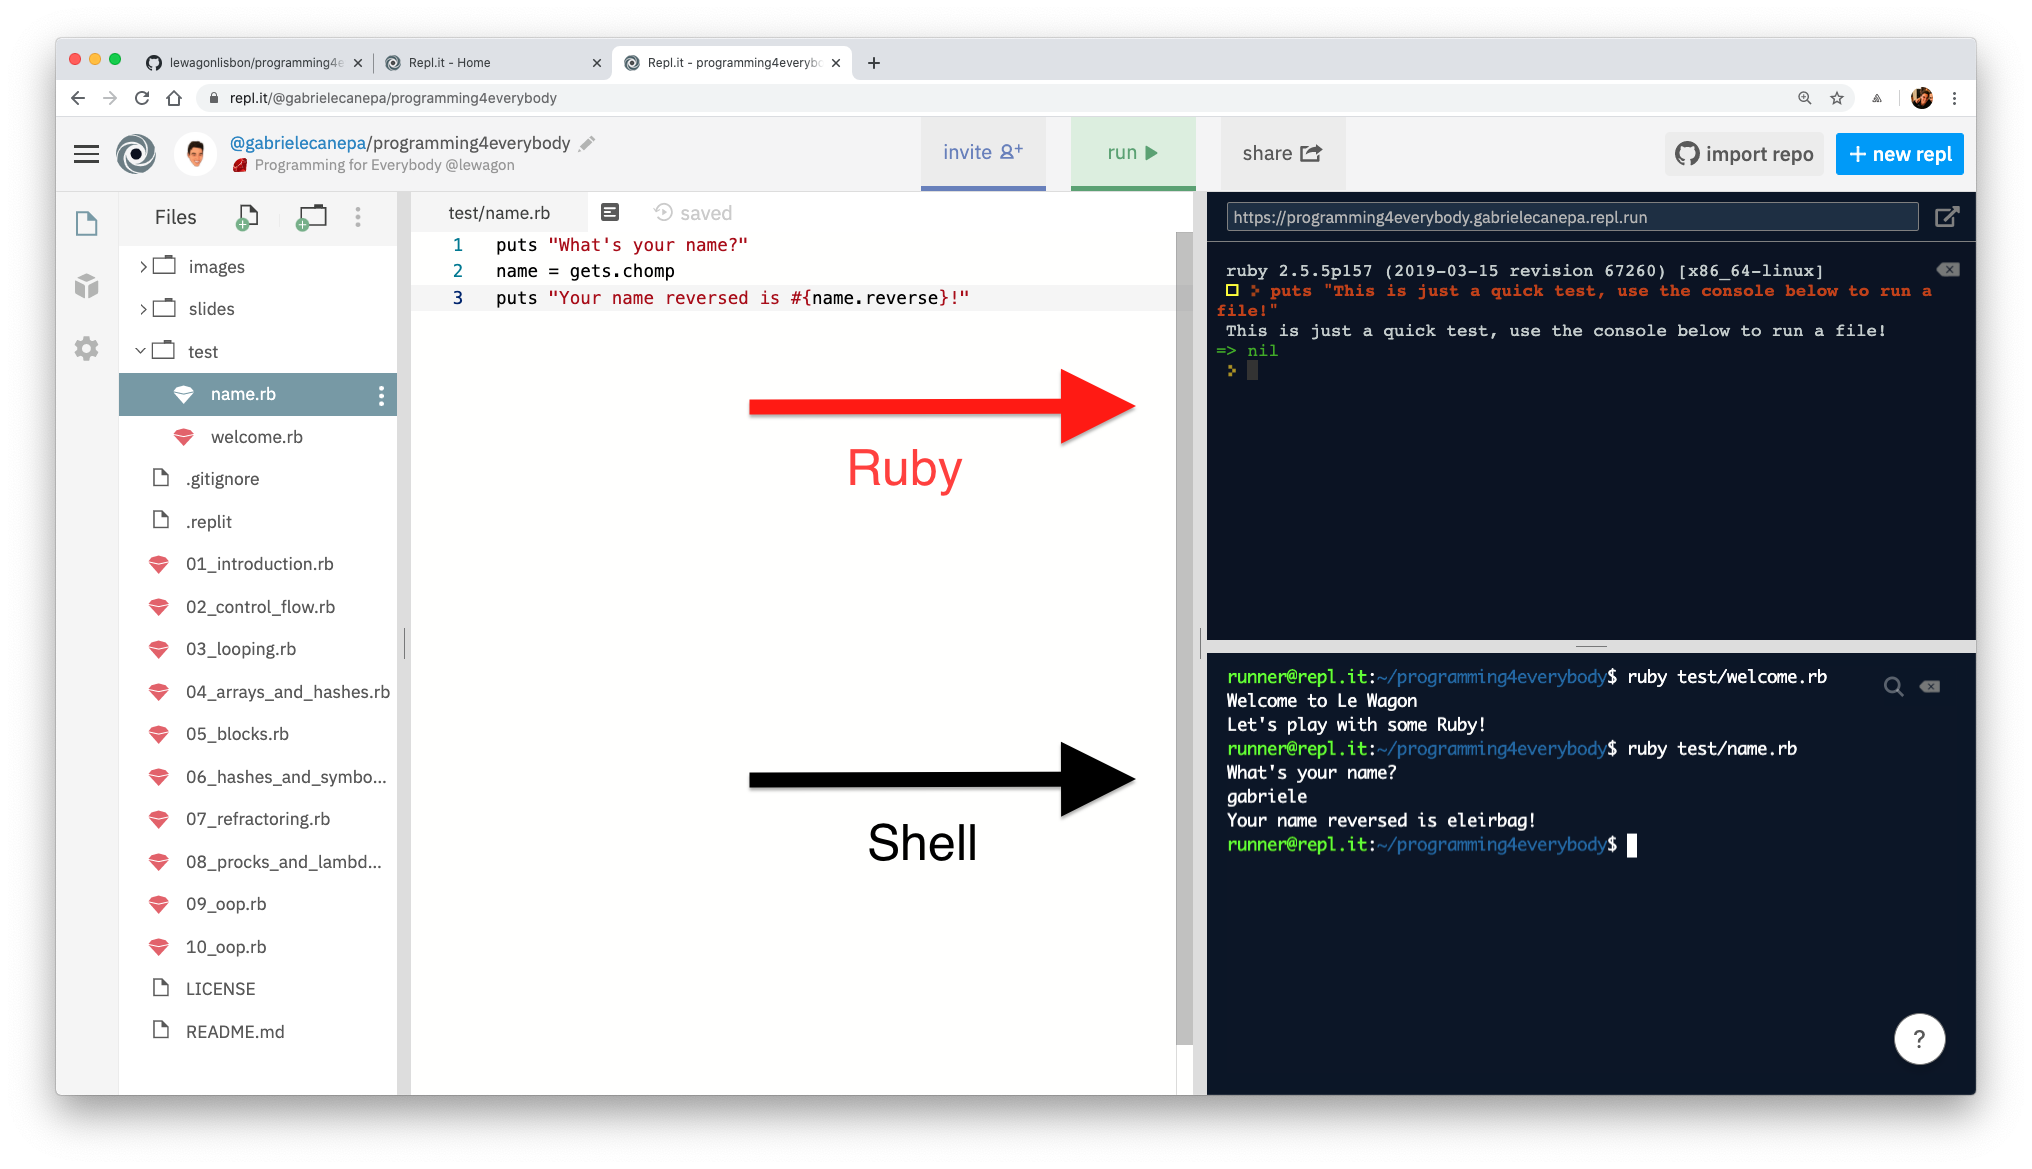 lewagonlisbon/programming4e
Repl.it - Home
Repl.it - programming4everybo
repl.it/@gabrielecanepa/programming4everybody
@gabrielecanepa/programming4everybody
Programming for Everybody @lewagon
invite
run
share
import repo
+ new repl
Files
images
slides
test
name.rb
welcome.rb
.gitignore
.replit
01_introduction.rb
02_control_flow.rb
03_looping.rb
04_arrays_and_hashes.rb
05_blocks.rb
06_hashes_and_symbo...
07_refractoring.rb
08_procks_and_lambd...
09_oop.rb
10_oop.rb
LICENSE
README.md
test/name.rb
saved
1 puts "What's your name?"
2 name = gets.chomp
3 puts "Your name reversed is #{name.reverse}!"
Ruby
Shell
https://programming4everybody.gabrielecanepa.repl.run
ruby 2.5.5p157 (2019-03-15 revision 67260) [x86_64-linux]
puts "This is just a quick test, use the console below to run a
file!"
This is just a quick test, use the console below to run a file!
=> nil
runner@repl.it:~/programming4everybody$ ruby test/welcome.rb
Welcome to Le Wagon
Let's play with some Ruby!
runner@repl.it:~/programming4everybody$ ruby test/name.rb
What's your name?
gabriele
Your name reversed is eleirbag!
runner@repl.it:~/programming4everybody$
?